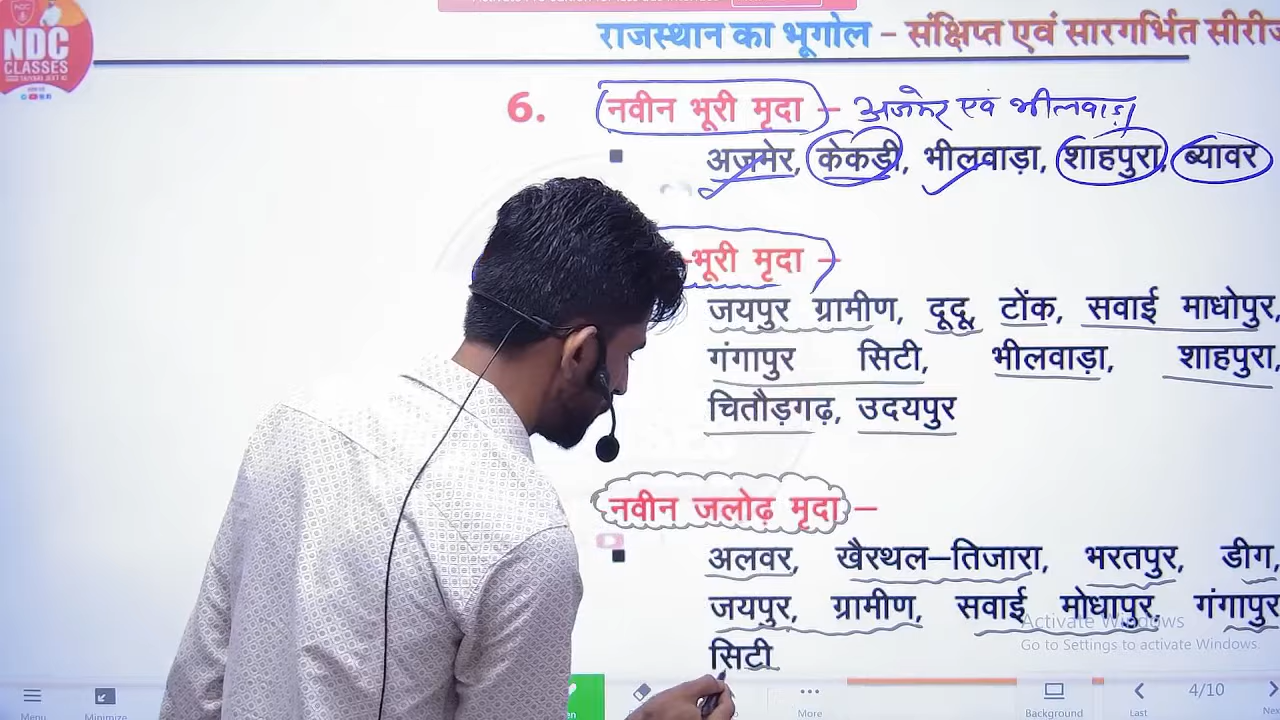 NDC
CLASSES
राजस्थान का भूगोल – संक्षिप्त एवं सारगर्भित सीरीज
6. नवीन भूरी मृदा – अजमेर एवं भीलवाड़ा
अजमेर, केकडी, भीलवाड़ा, शाहपुरा, ब्यावर
-भूरी मृदा –
जयपुर ग्रामीण, दूदू, टोंक, सवाई माधोपुर,
गंगापुर सिटी, भीलवाड़ा, शाहपुरा,
चितौड़गढ़, उदयपुर
नवीन जलोढ़ मृदा –
अलवर, खैरथल–तिजारा, भरतपुर, डीग,
जयपुर, ग्रामीण, सवाई मोधापुर, गंगापुर
सिटी
Activate Windows
Go to Settings to activate Windows.
Menu Minimize More Background Last 4/10